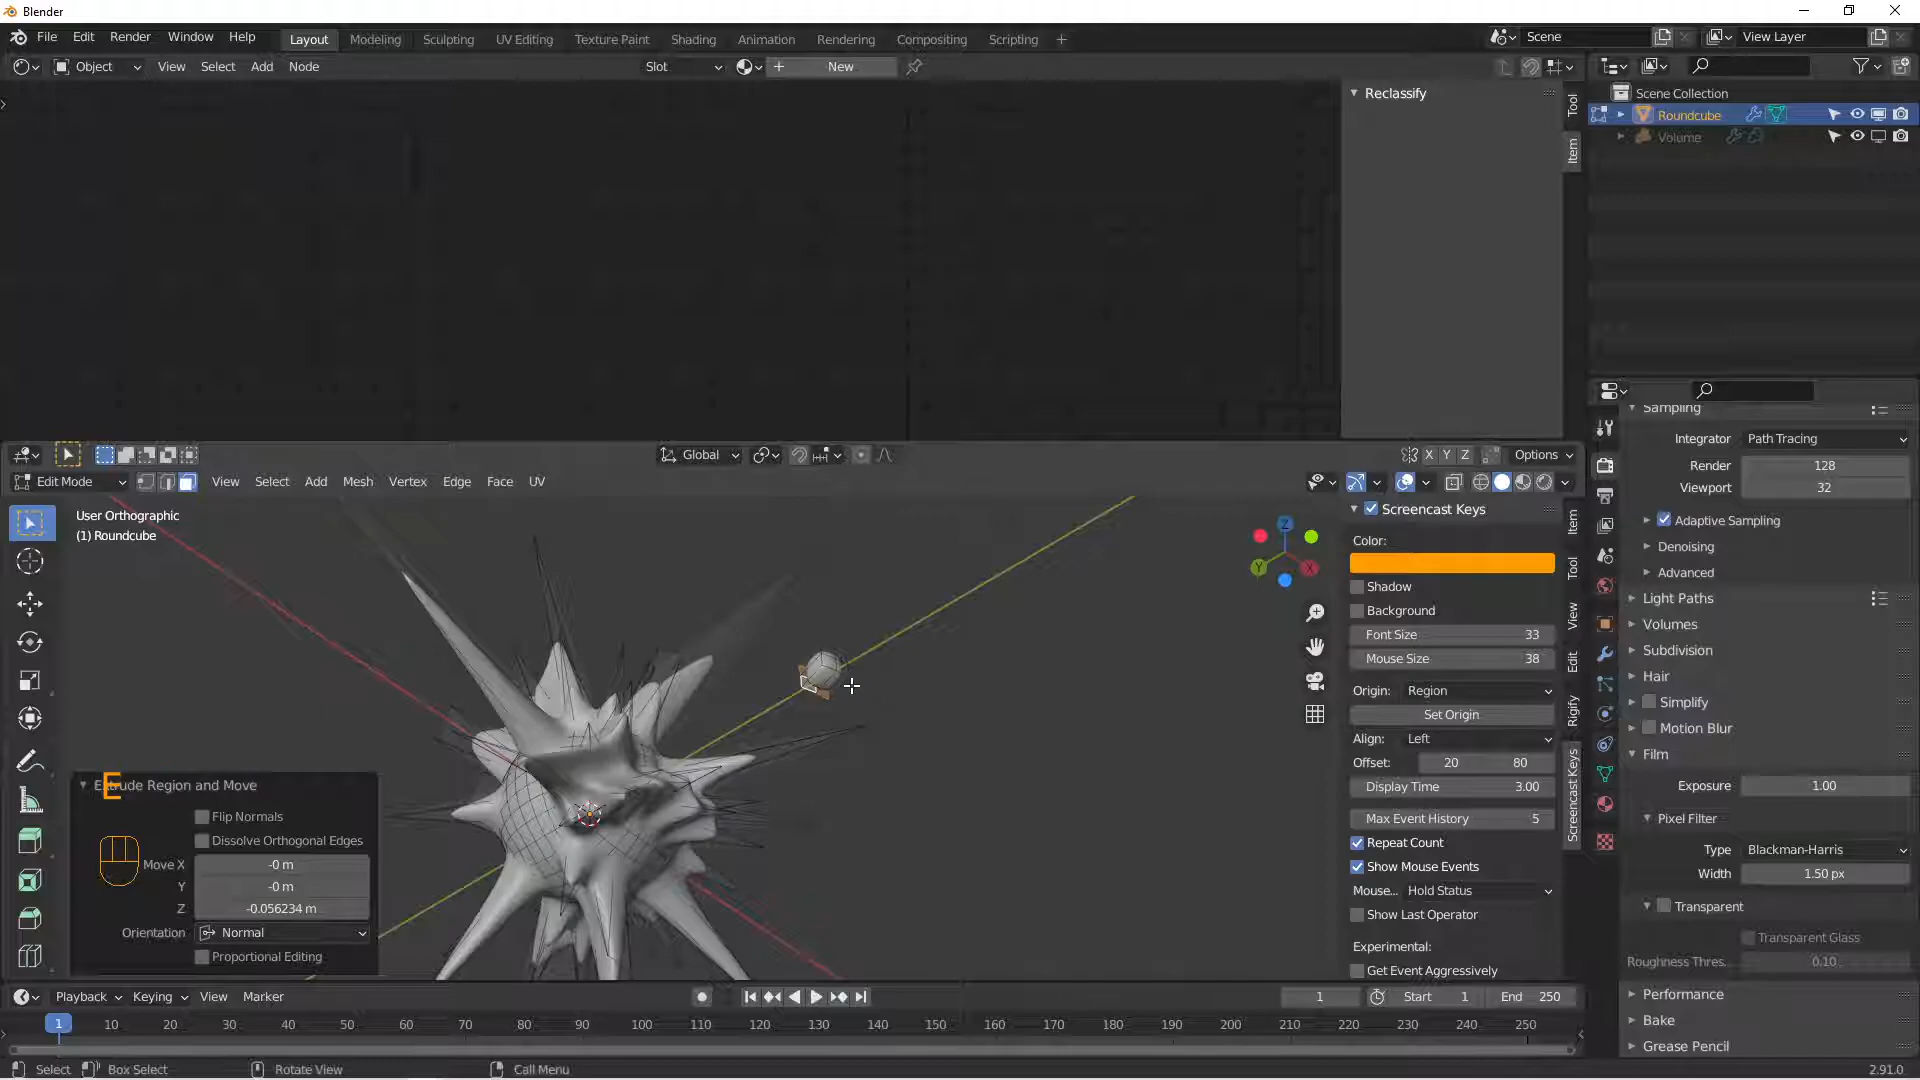 Blender
File Edit Render Window Help
Layout Modeling Sculpting UV Editing Texture Paint Shading Animation Rendering Compositing Scripting +
Scene
View Layer
Object View Select Add Node
Slot
New
Reclassify
Tool
Item
Scene Collection
Roundcube
Volume
Sampling
Integrator Path Tracing
Render 128
Viewport 32
Adaptive Sampling
Denoising
Advanced
Light Paths
Volumes
Subdivision
Hair
Simplify
Motion Blur
Film
Exposure 1.00
Pixel Filter
Type Blackman-Harris
Width 1.50 px
Transparent
Transparent Glass
Roughness Thres. 0.10
Performance
Bake
Grease Pencil
Global
X Y Z
Options
Edit Mode View Select Add Mesh Vertex Edge Face UV
User Orthographic
(1) Roundcube
Z
Y
X
Screencast Keys
Color:
Shadow
Background
Font Size 33
Mouse Size 38
Origin: Region
Set Origin
Align: Left
Offset: 20 80
Display Time 3.00
Max Event History 5
Repeat Count
Show Mouse Events
Mouse... Hold Status
Show Last Operator
Experimental:
Get Event Aggressively
Item
Tool
View
Edit
Rigify
Screencast Keys
E
Extrude Region and Move
Flip Normals
Dissolve Orthogonal Edges
Move X -0 m
Y -0 m
Z -0.056234 m
Orientation Normal
Proportional Editing
Playback Keying View Marker
1 Start 1 End 250
1 10 20 30 40 50 60 70 80 90 100 110 120 130 140 150 160 170 180 190 200 210 220 230 240 250
Select Box Select Rotate View Call Menu
2.91.0